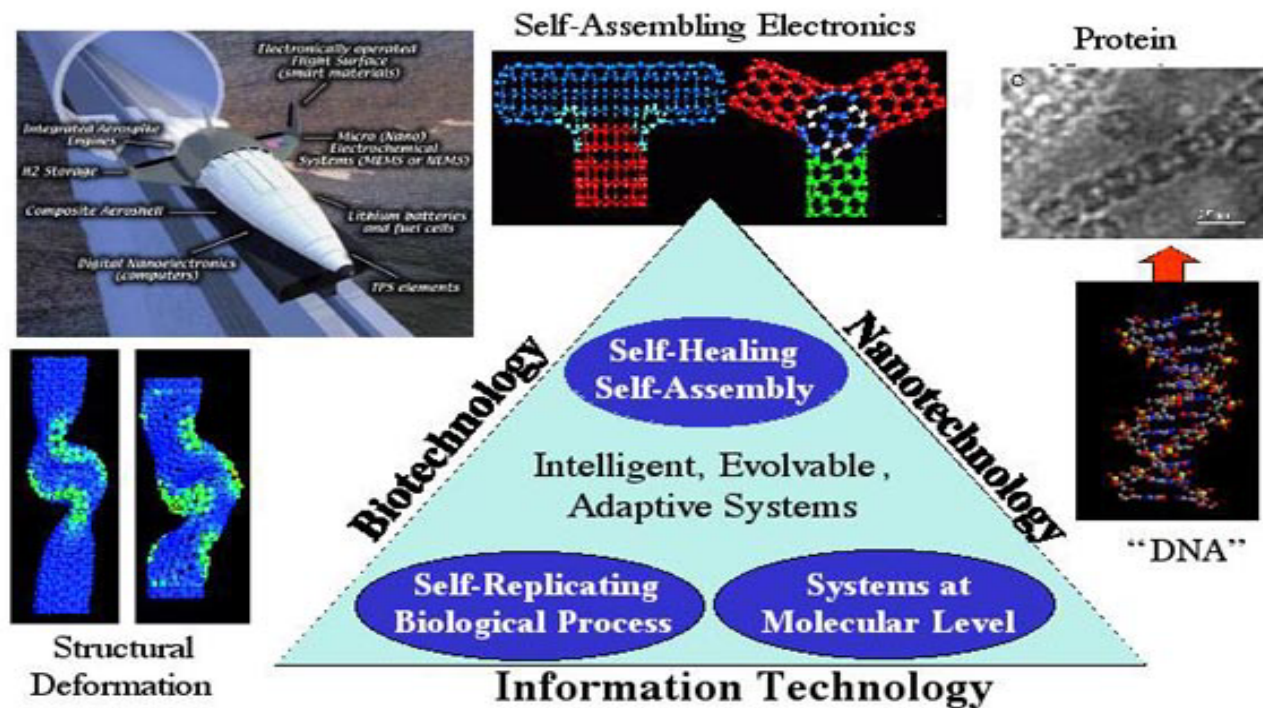 Self-Assembling Electronics
Protein
Electronically operated
Flight Surface
(smart materials)
Integrated Aerospike
Engines
Micro (Nano)
Electrochemical
Systems (MEMS or NEMS)
H2 Storage
Composite Aeroshell
Lithium batteries
and fuel cells
Digital Nanoelectronics
(computers)
TPS elements
Biotechnology
Nanotechnology
Self-Healing
Self-Assembly
Intelligent, Evolvable,
Adaptive Systems
Self-Replicating
Biological Process
Systems at
Molecular Level
"DNA"
Structural
Deformation
Information Technology